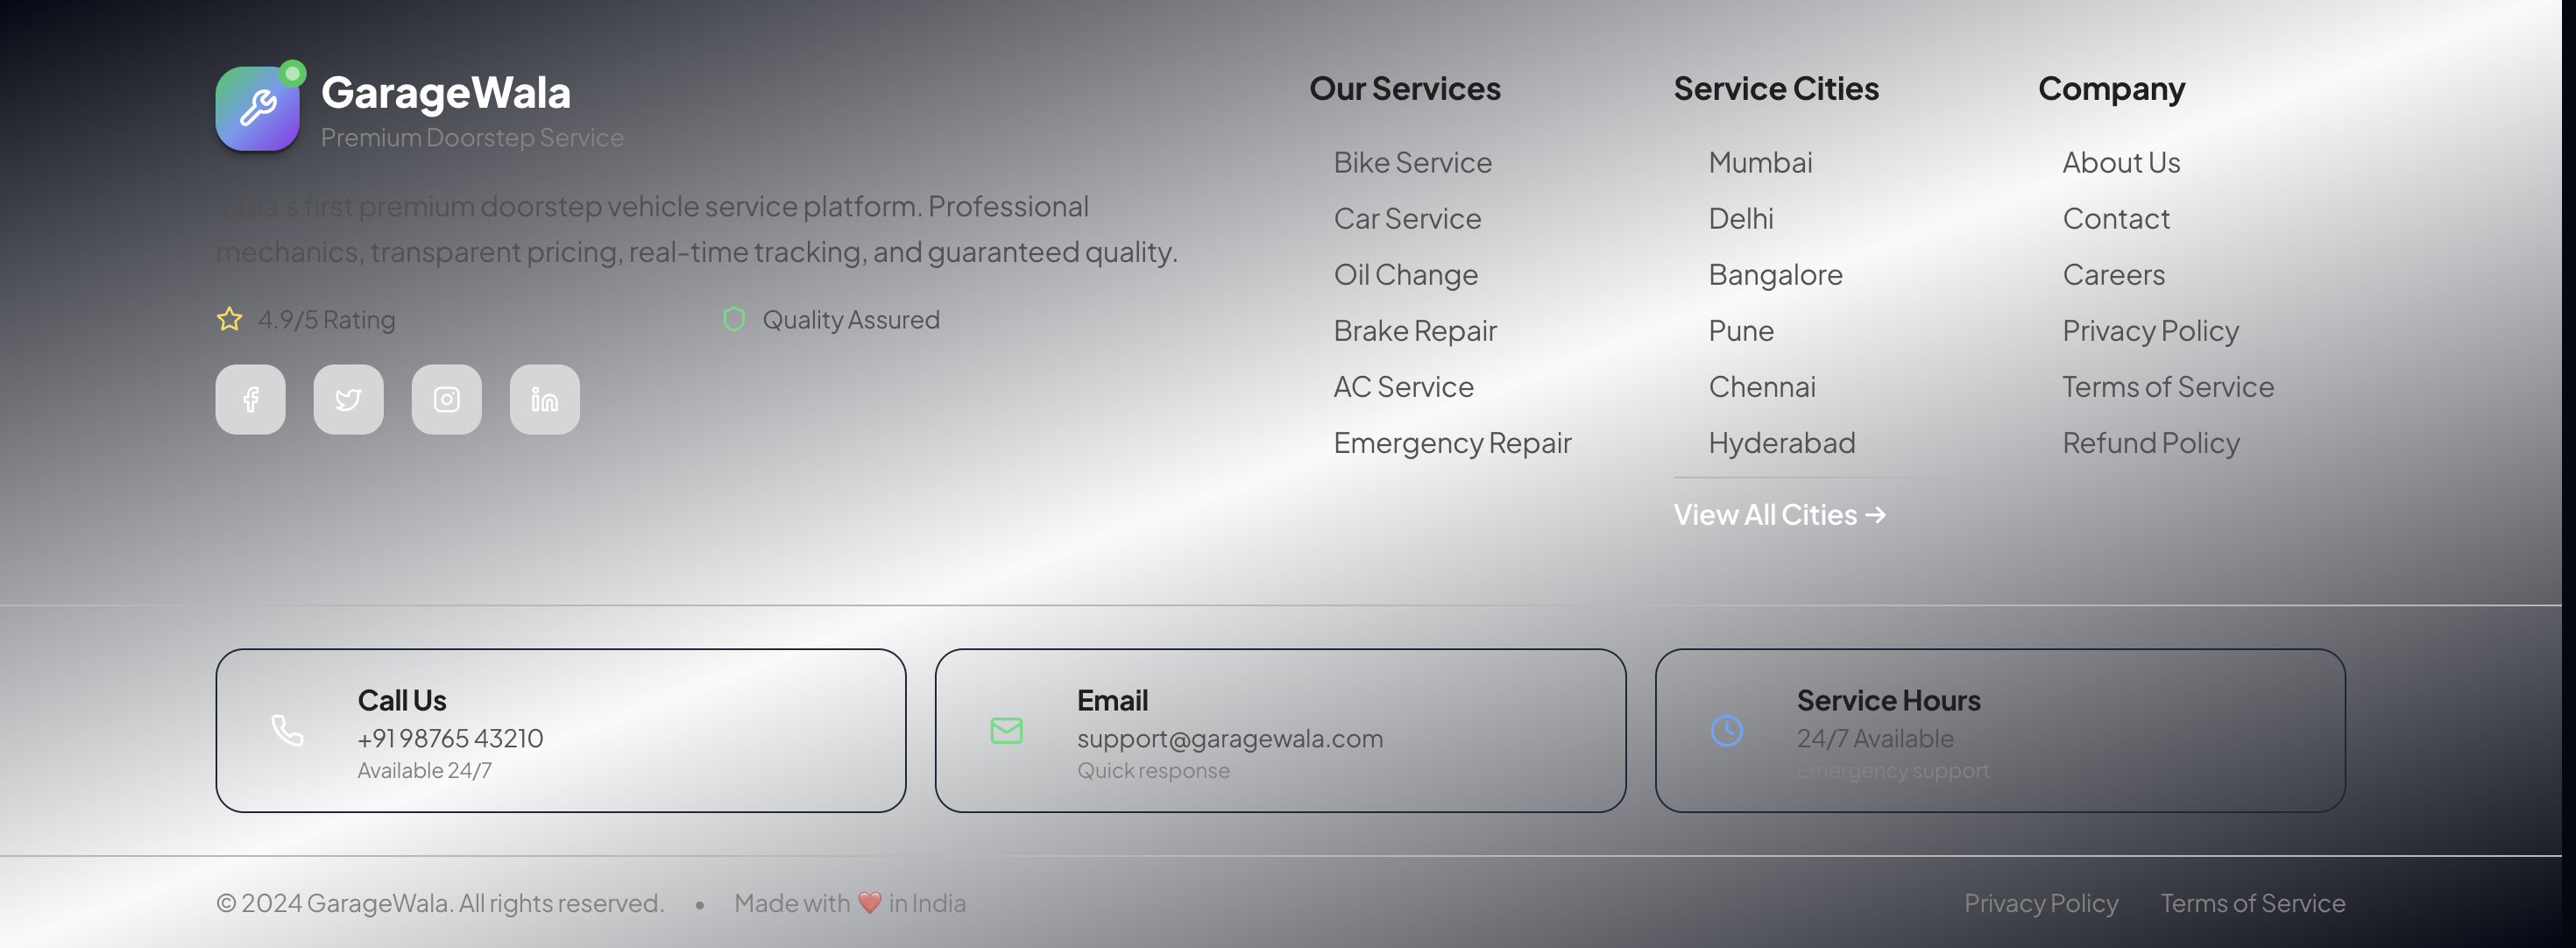 GarageWala
Premium Doorstep Service
India's first premium doorstep vehicle service platform. Professional
mechanics, transparent pricing, real-time tracking, and guaranteed quality.
4.9/5 Rating
Quality Assured
Our Services
Bike Service
Car Service
Oil Change
Brake Repair
AC Service
Emergency Repair
Service Cities
Mumbai
Delhi
Bangalore
Pune
Chennai
Hyderabad
View All Cities →
Company
About Us
Contact
Careers
Privacy Policy
Terms of Service
Refund Policy
Call Us
+91 98765 43210
Available 24/7
Email
support@garagewala.com
Quick response
Service Hours
24/7 Available
Emergency support
© 2024 GarageWala. All rights reserved. • Made with ❤️ in India
Privacy Policy
Terms of Service